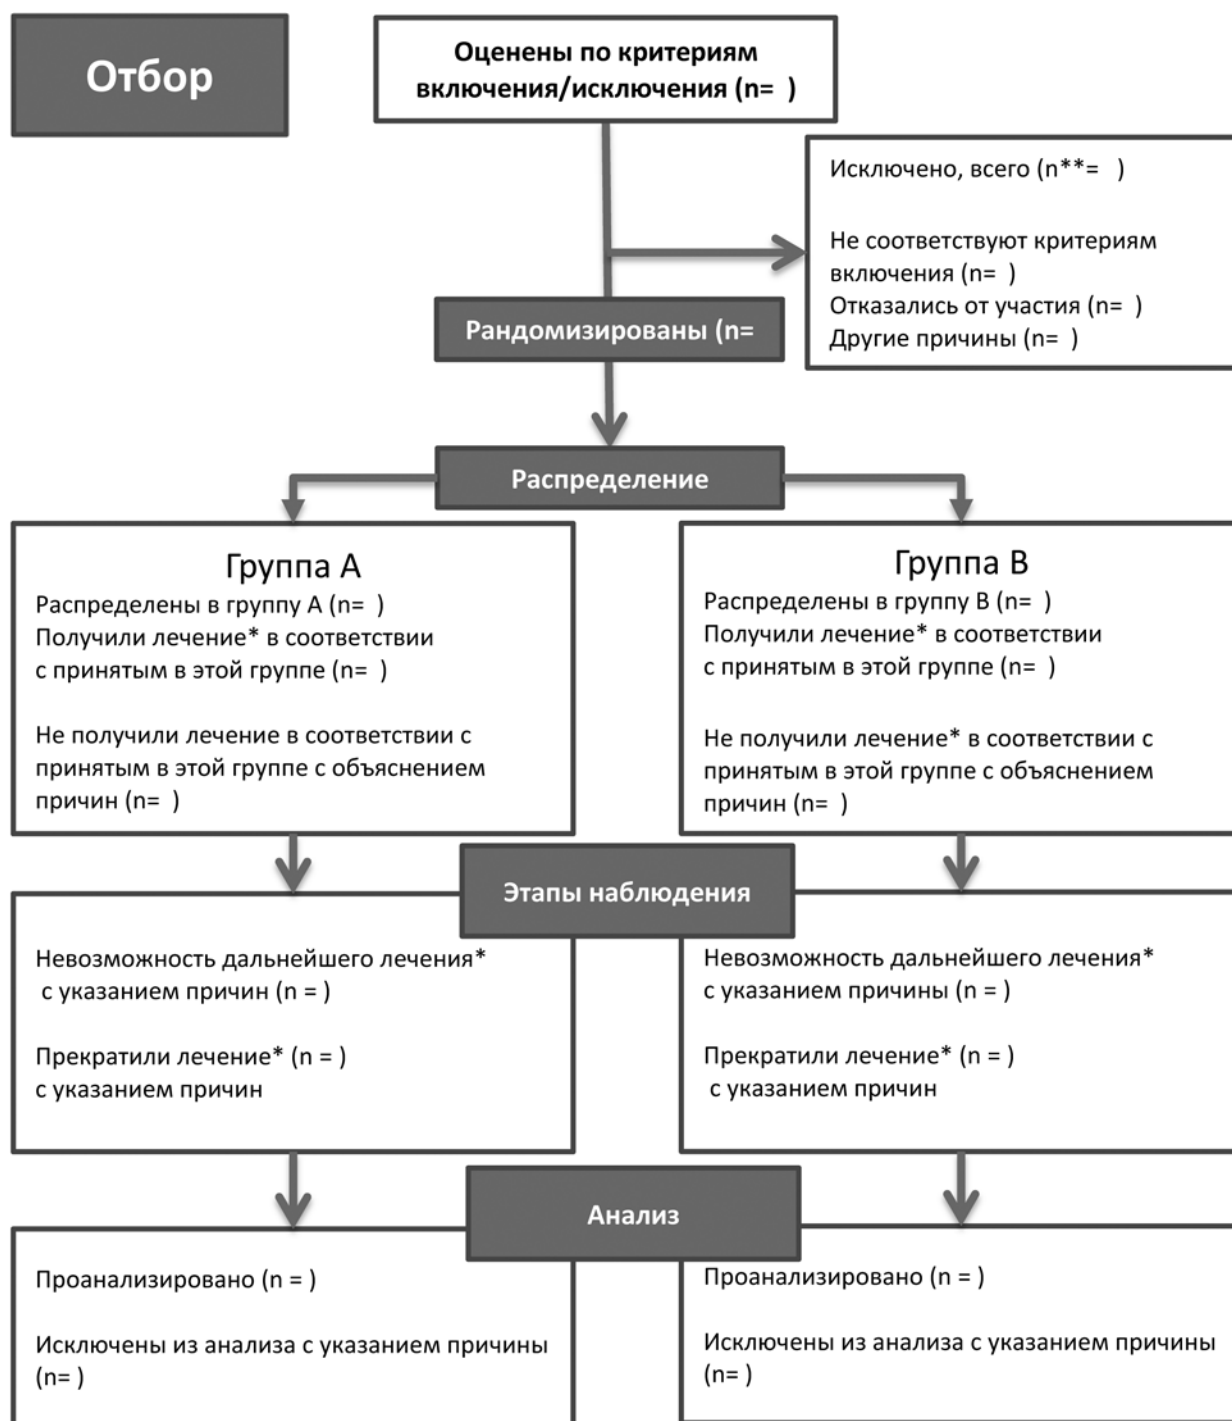 Отбор
Оценены по критериям
включения/исключения (n=  )
Исключено, всего (n**=   )
Не соответствуют критериям
включения (n=  )
Отказались от участия (n=  )
Другие причины (n=  )
Рандомизированы (n=
Распределение
Группа A
Распределены в группу A (n=  )
Получили лечение* в соответствии
с принятым в этой группе (n=  )
Не получили лечение в соответствии с
принятым в этой группе с объяснением
причин (n=  )
Группа B
Распределены в группу B (n=  )
Получили лечение* в соответствии
с принятым в этой группе (n=  )
Не получили лечение* в соответствии с
принятым в этой группе с объяснением
причин (n=  )
Этапы наблюдения
Невозможность дальнейшего лечения*
с указанием причин (n = )
Прекратили лечение* (n = )
с указанием причин
Невозможность дальнейшего лечения*
с указанием причины (n = )
Прекратили лечение* (n = )
с указанием причин
Анализ
Проанализировано (n = )
Исключены из анализа с указанием причины
(n= )
Проанализировано (n = )
Исключены из анализа с указанием причины
(n= )